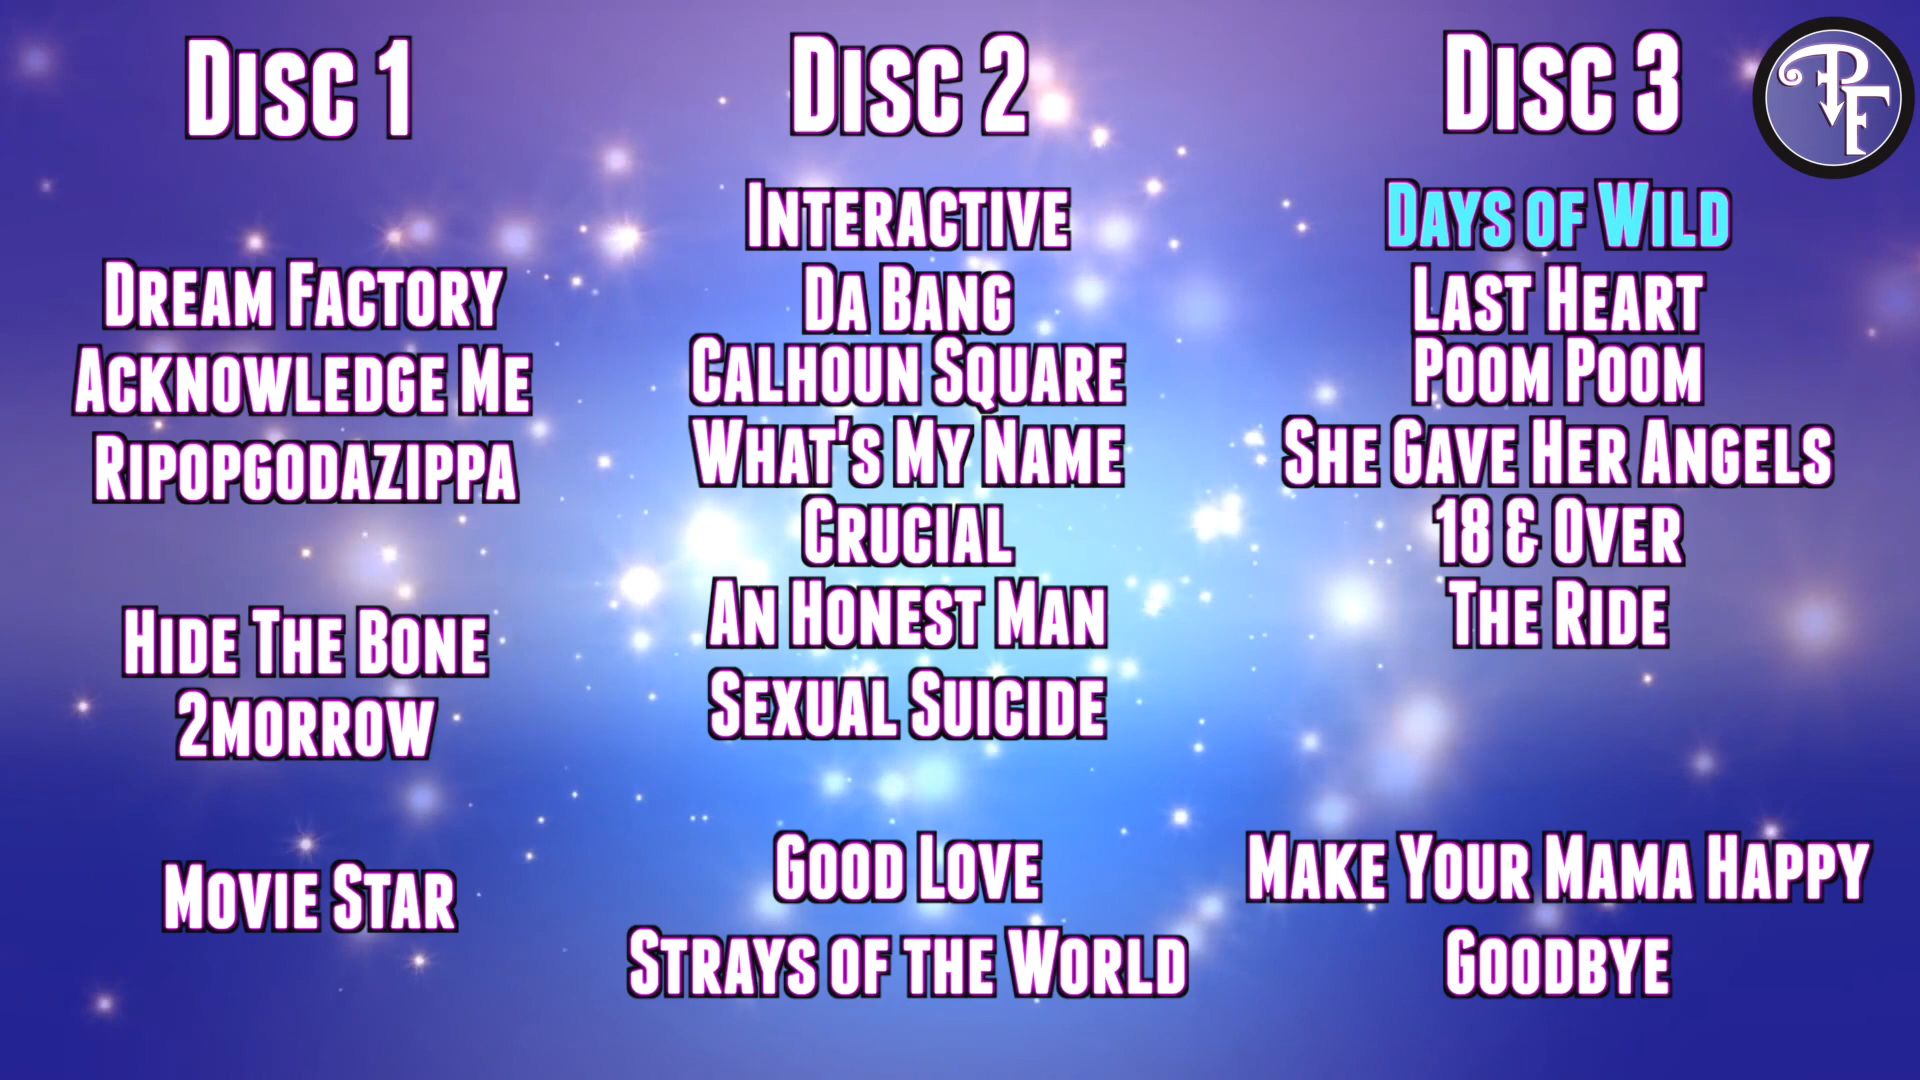 Disc 1
Dream Factory
Acknowledge Me
Ripopgodazippa
Hide The Bone
2morrow
Movie Star
Disc 2
Interactive
Da Bang
Calhoun Square
What's My Name
Crucial
An Honest Man
Sexual Suicide
Good Love
Strays of the World
Disc 3
Days of Wild
Last Heart
Poom Poom
She Gave Her Angels
18 & Over
The Ride
Make Your Mama Happy
Goodbye
PF